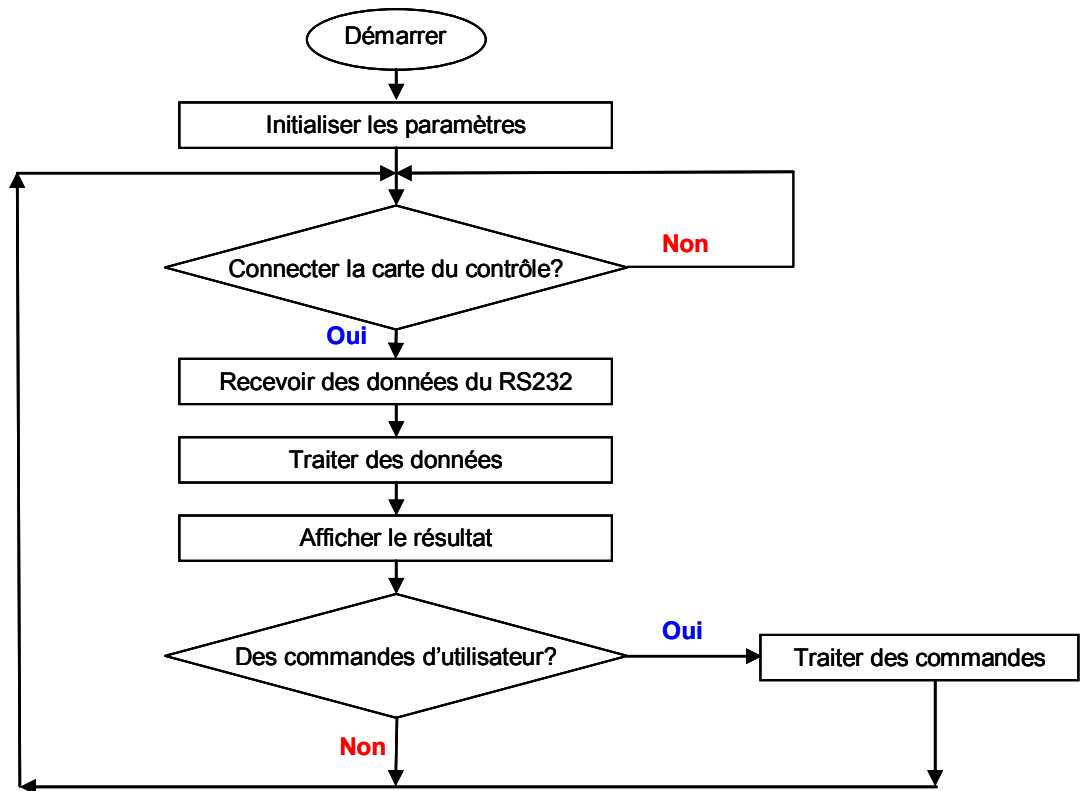 Démarrer
Initialiser les paramètres
Non
Connecter la carte du contrôle?
Oui
Recevoir des données du RS232
Traiter des données
Afficher le résultat
Oui
Des commandes d’utilisateur?
Traiter des commandes
Non